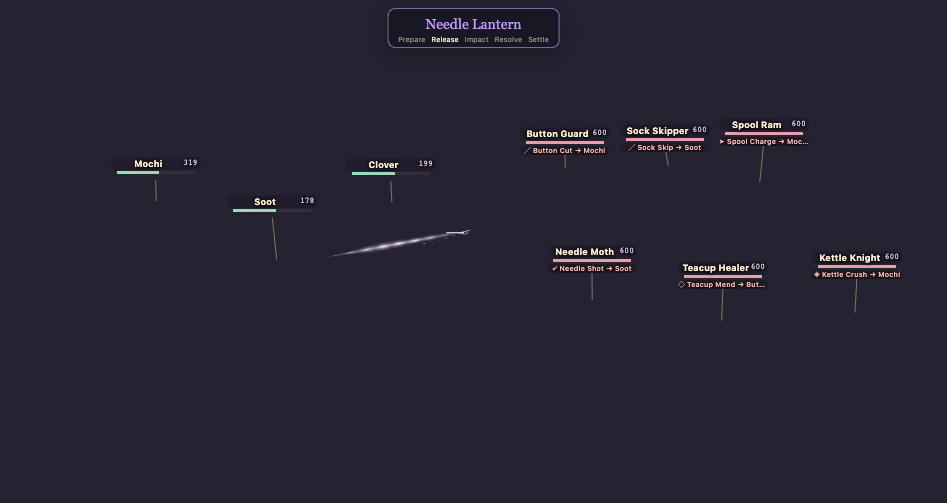 Needle Lantern
Prepare Release Impact Resolve Settle
Mochi 319
Soot 178
Clover 199
Button Guard 600
Button Cut → Mochi
Sock Skipper 600
Sock Skip → Soot
Spool Ram 600
Spool Charge → Moc...
Needle Moth 600
Needle Shot → Soot
Teacup Healer 600
Teacup Mend → But...
Kettle Knight 600
Kettle Crush → Mochi